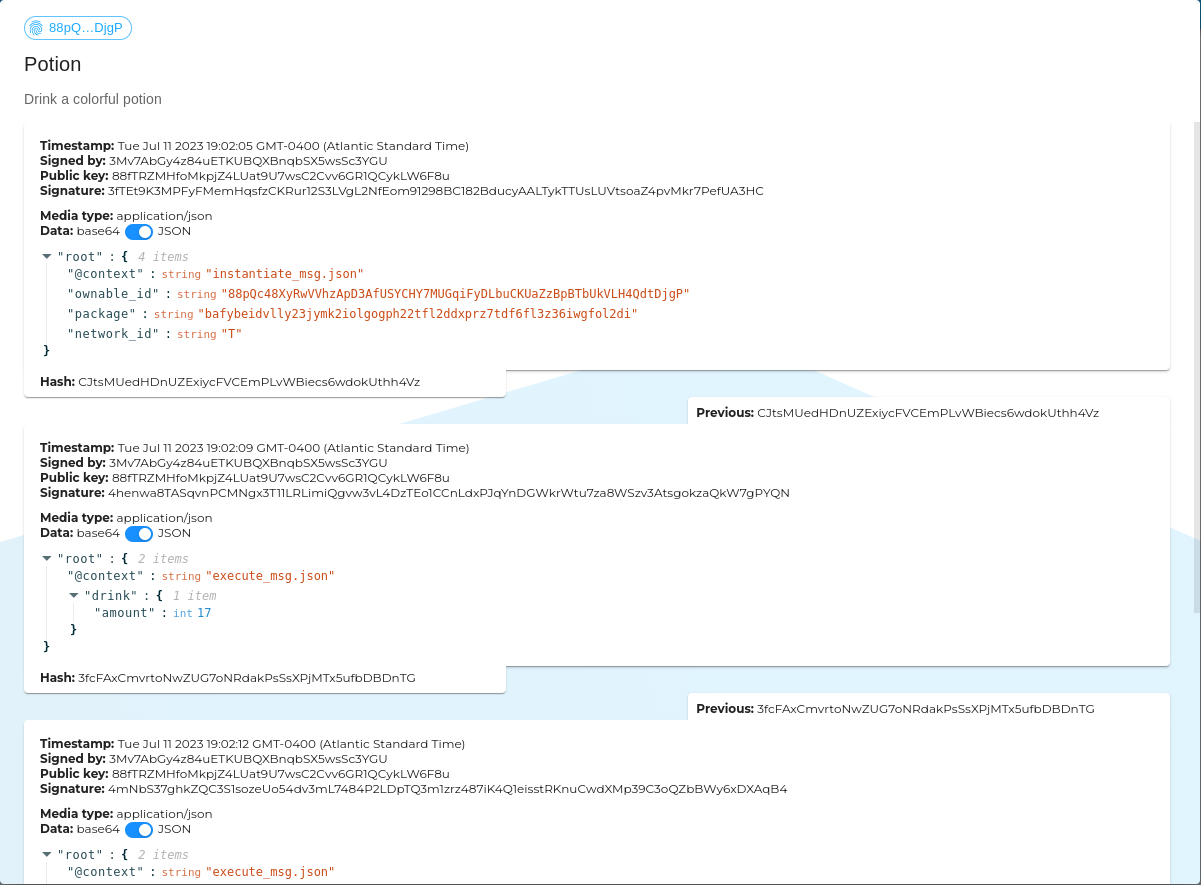 88pQ...DjgP
Potion
Drink a colorful potion
Timestamp: Tue Jul 11 2023 19:02:05 GMT-0400 (Atlantic Standard Time)
Signed by: 3Mv7AbGy4z84uETKUBQXBnqbSX5wsSc3YGU
Public key: 88fTRZMHfoMkpjZ4LUat9U7wsC2Cvv6GR1QCykLW6F8u
Signature: 3fTEt9K3MPFyFMemHqsfzCKRur12S3LVgL2NfEom91298BC182BducyAALTykTTUsLUVtsoaZ4pvMkr7PefUA3HC
Media type: application/json
Data: base64 JSON
"root" : { 4 items
"@context" : string "instantiate_msg.json"
"ownable_id" : string "88pQc48XyRwVVhzApD3AfUSYCHY7MUGqiFyDLbuCKUaZzBpBTbUkVLH4QdtDjgP"
"package" : string "bafybeidvlly23jymk2iolgogph22tfl2ddxprz7tdf6fl3z36iwgfol2di"
"network_id" : string "T"
}
Hash: CJtsMUedHDnUZExiycFVCEmPLvWBiecs6wdokUthh4Vz
Previous: CJtsMUedHDnUZExiycFVCEmPLvWBiecs6wdokUthh4Vz
Timestamp: Tue Jul 11 2023 19:02:09 GMT-0400 (Atlantic Standard Time)
Signed by: 3Mv7AbGy4z84uETKUBQXBnqbSX5wsSc3YGU
Public key: 88fTRZMHfoMkpjZ4LUat9U7wsC2Cvv6GR1QCykLW6F8u
Signature: 4henwa8TASqvnPCMNgx3T11LRLimiQgvw3vL4DzTEo1CCnLdxPJqYnDGWkrWtu7za8WSzv3AtsgokzaQkW7gPYQN
Media type: application/json
Data: base64 JSON
"root" : { 2 items
"@context" : string "execute_msg.json"
"drink" : { 1 item
"amount" : int 17
}
}
Hash: 3fcFAxCmvrtoNwZUG7oNRdakPsSsXPjMTx5ufbDBDnTG
Previous: 3fcFAxCmvrtoNwZUG7oNRdakPsSsXPjMTx5ufbDBDnTG
Timestamp: Tue Jul 11 2023 19:02:12 GMT-0400 (Atlantic Standard Time)
Signed by: 3Mv7AbGy4z84uETKUBQXBnqbSX5wsSc3YGU
Public key: 88fTRZMHfoMkpjZ4LUat9U7wsC2Cvv6GR1QCykLW6F8u
Signature: 4mNbS37ghkZQC3S1sozeUo54dv3mL7484P2LDpTQ3m1zrz487iK4Q1eisstRKnuCwdXMp39C3oQZbBWy6xDXAqB4
Media type: application/json
Data: base64 JSON
"root" : { 2 items
"@context" : string "execute_msg.json"